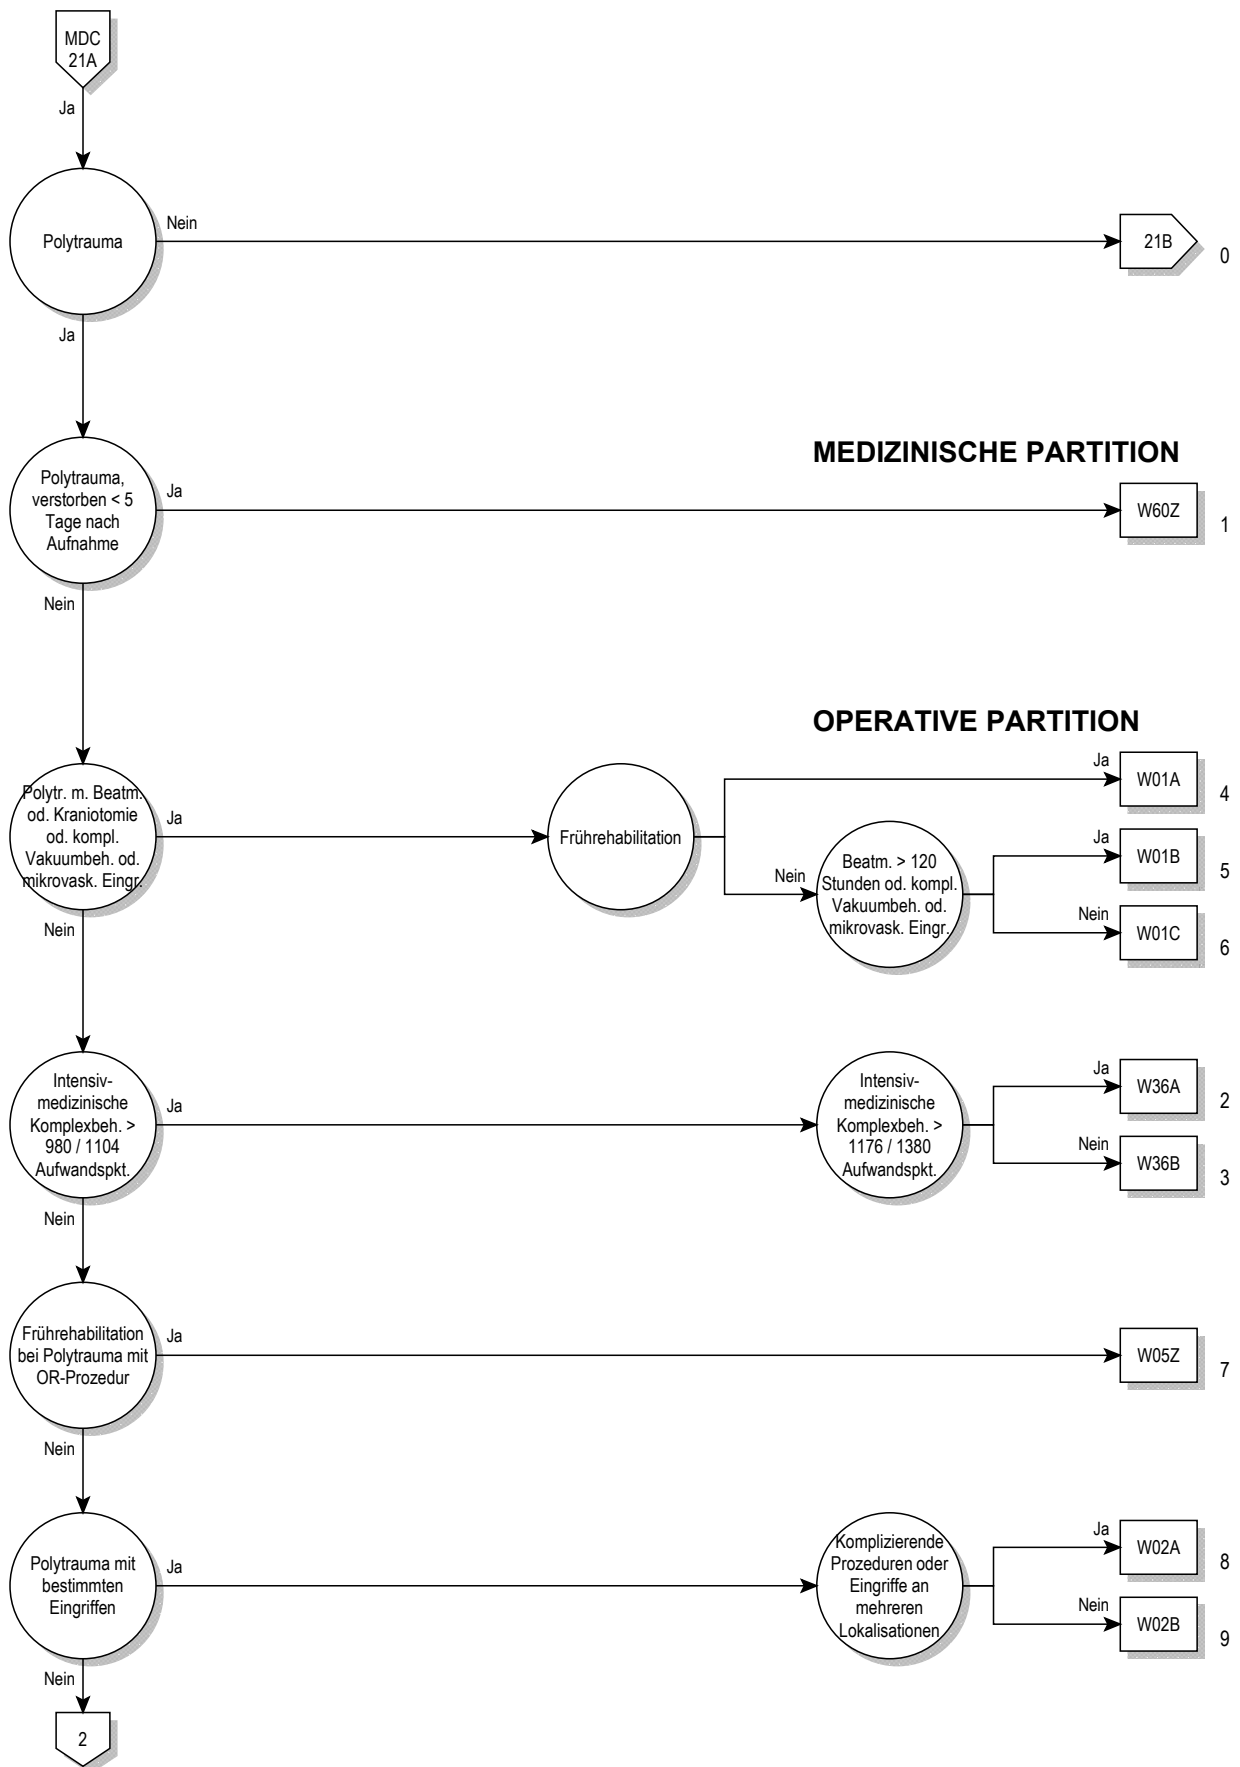 MDC
21A
Ja
Polytrauma
Nein
21B
0
Ja
MEDIZINISCHE PARTITION
Polytrauma,
verstorben < 5
Tage nach
Aufnahme
Ja
W60Z
1
Nein
OPERATIVE PARTITION
Polytr. m. Beatm.
od. Kraniotomie
od. kompl.
Vakuumbeh. od.
mikrovask. Eingr.
Ja
Frührehabilitation
Ja
W01A
4
Nein
Beatm. > 120
Stunden od. kompl.
Vakuumbeh. od.
mikrovask. Eingr.
Ja
W01B
5
Nein
W01C
6
Nein
Intensiv-
medizinische
Komplexbeh. >
980 / 1104
Aufwandspkt.
Ja
Intensiv-
medizinische
Komplexbeh. >
1176 / 1380
Aufwandspkt.
Ja
W36A
2
Nein
W36B
3
Nein
Frührehabilitation
bei Polytrauma mit
OR-Prozedur
Ja
W05Z
7
Nein
Polytrauma mit
bestimmten
Eingriffen
Ja
Komplizierende
Prozeduren oder
Eingriffe an
mehreren
Lokalisationen
Ja
W02A
8
Nein
W02B
9
Nein
2